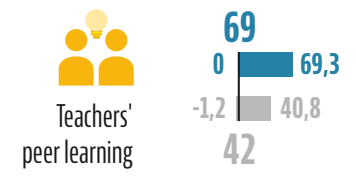 69
0 69,3
-1,2 40,8
42
Teachers'
peer learning